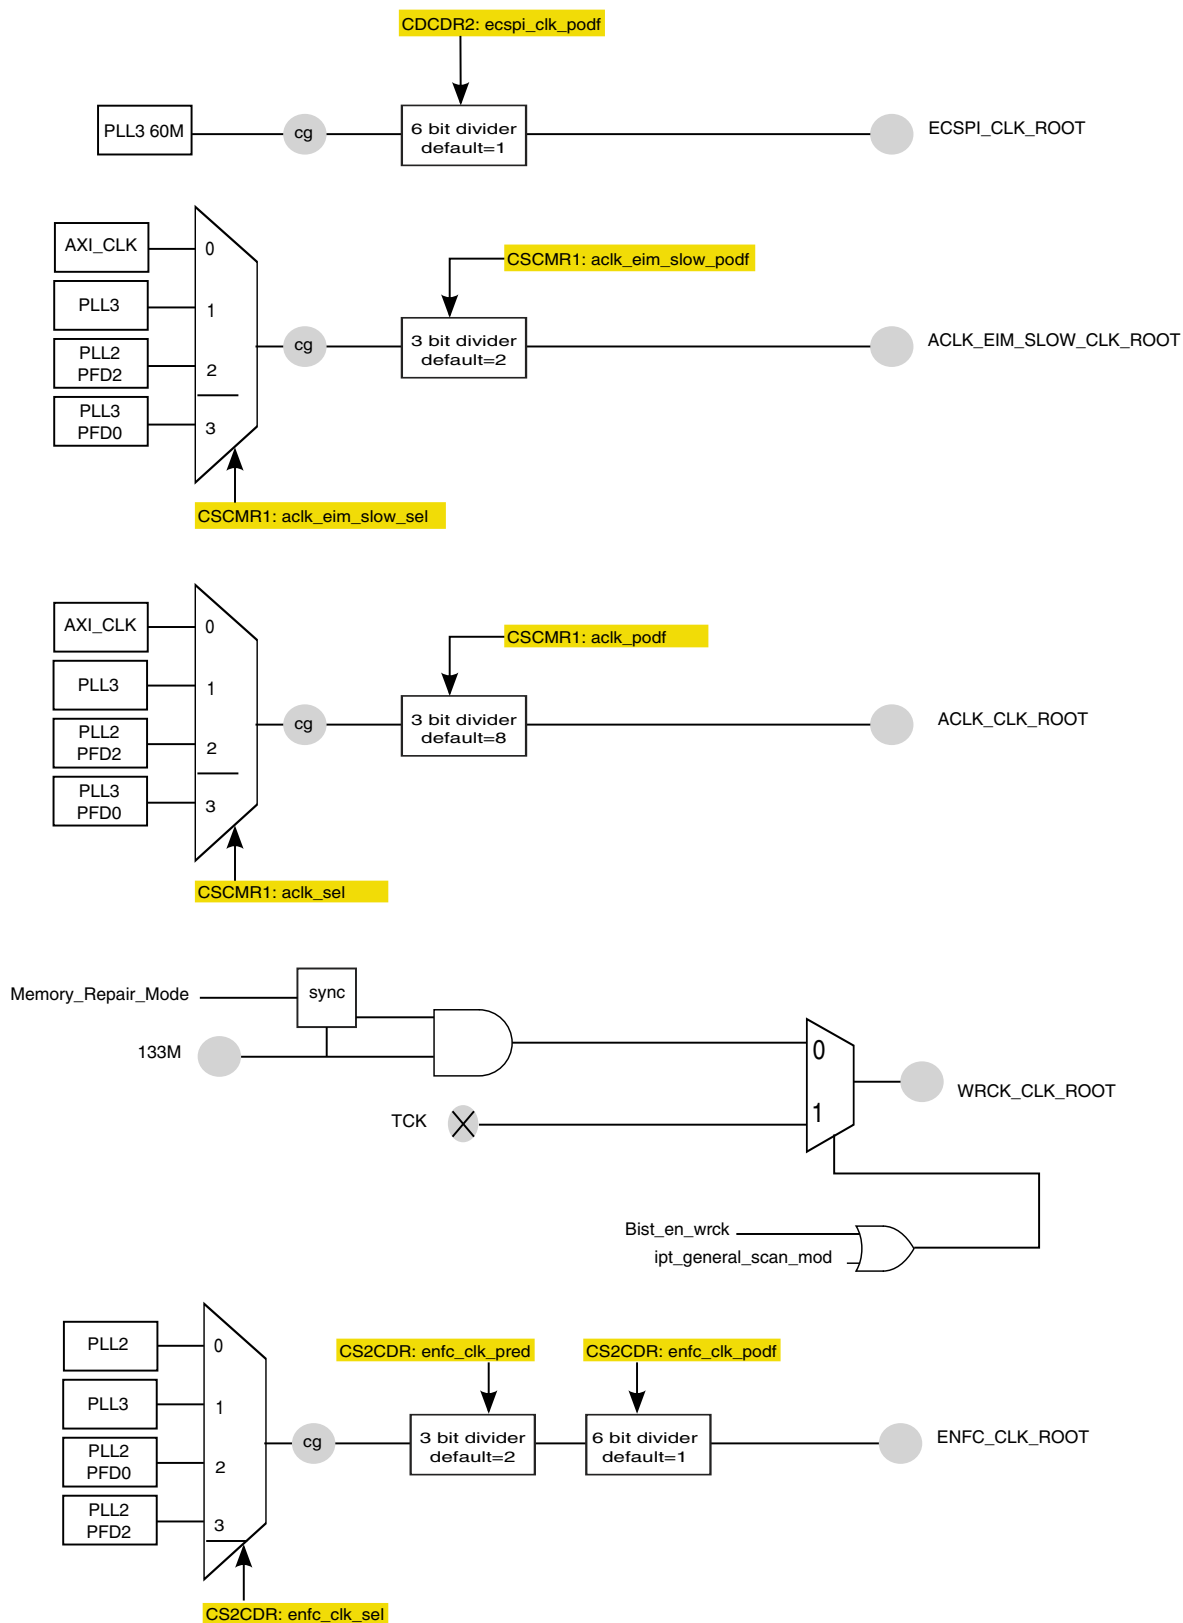 CDCDR2: ecspi_clk_podf
PLL3 60M
cg
6 bit divider
default=1
ECSPI_CLK_ROOT
AXI_CLK
0
CSCMR1: aclk_eim_slow_podf
PLL3
1
PLL2
PFD2
2
cg
3 bit divider
default=2
ACLK_EIM_SLOW_CLK_ROOT
PLL3
PFD0
3
CSCMR1: aclk_eim_slow_sel
AXI_CLK
0
CSCMR1: aclk_podf
PLL3
1
PLL2
PFD2
2
cg
3 bit divider
default=8
ACLK_CLK_ROOT
PLL3
PFD0
3
CSCMR1: aclk_sel
Memory_Repair_Mode
sync
133M
0
WRCK_CLK_ROOT
TCK
1
Bist_en_wrck
ipt_general_scan_mod
PLL2
0
CS2CDR: enfc_clk_pred
CS2CDR: enfc_clk_podf
PLL3
1
PLL2
PFD0
2
cg
3 bit divider
default=2
6 bit divider
default=1
ENFC_CLK_ROOT
PLL2
PFD2
3
CS2CDR: enfc_clk_sel